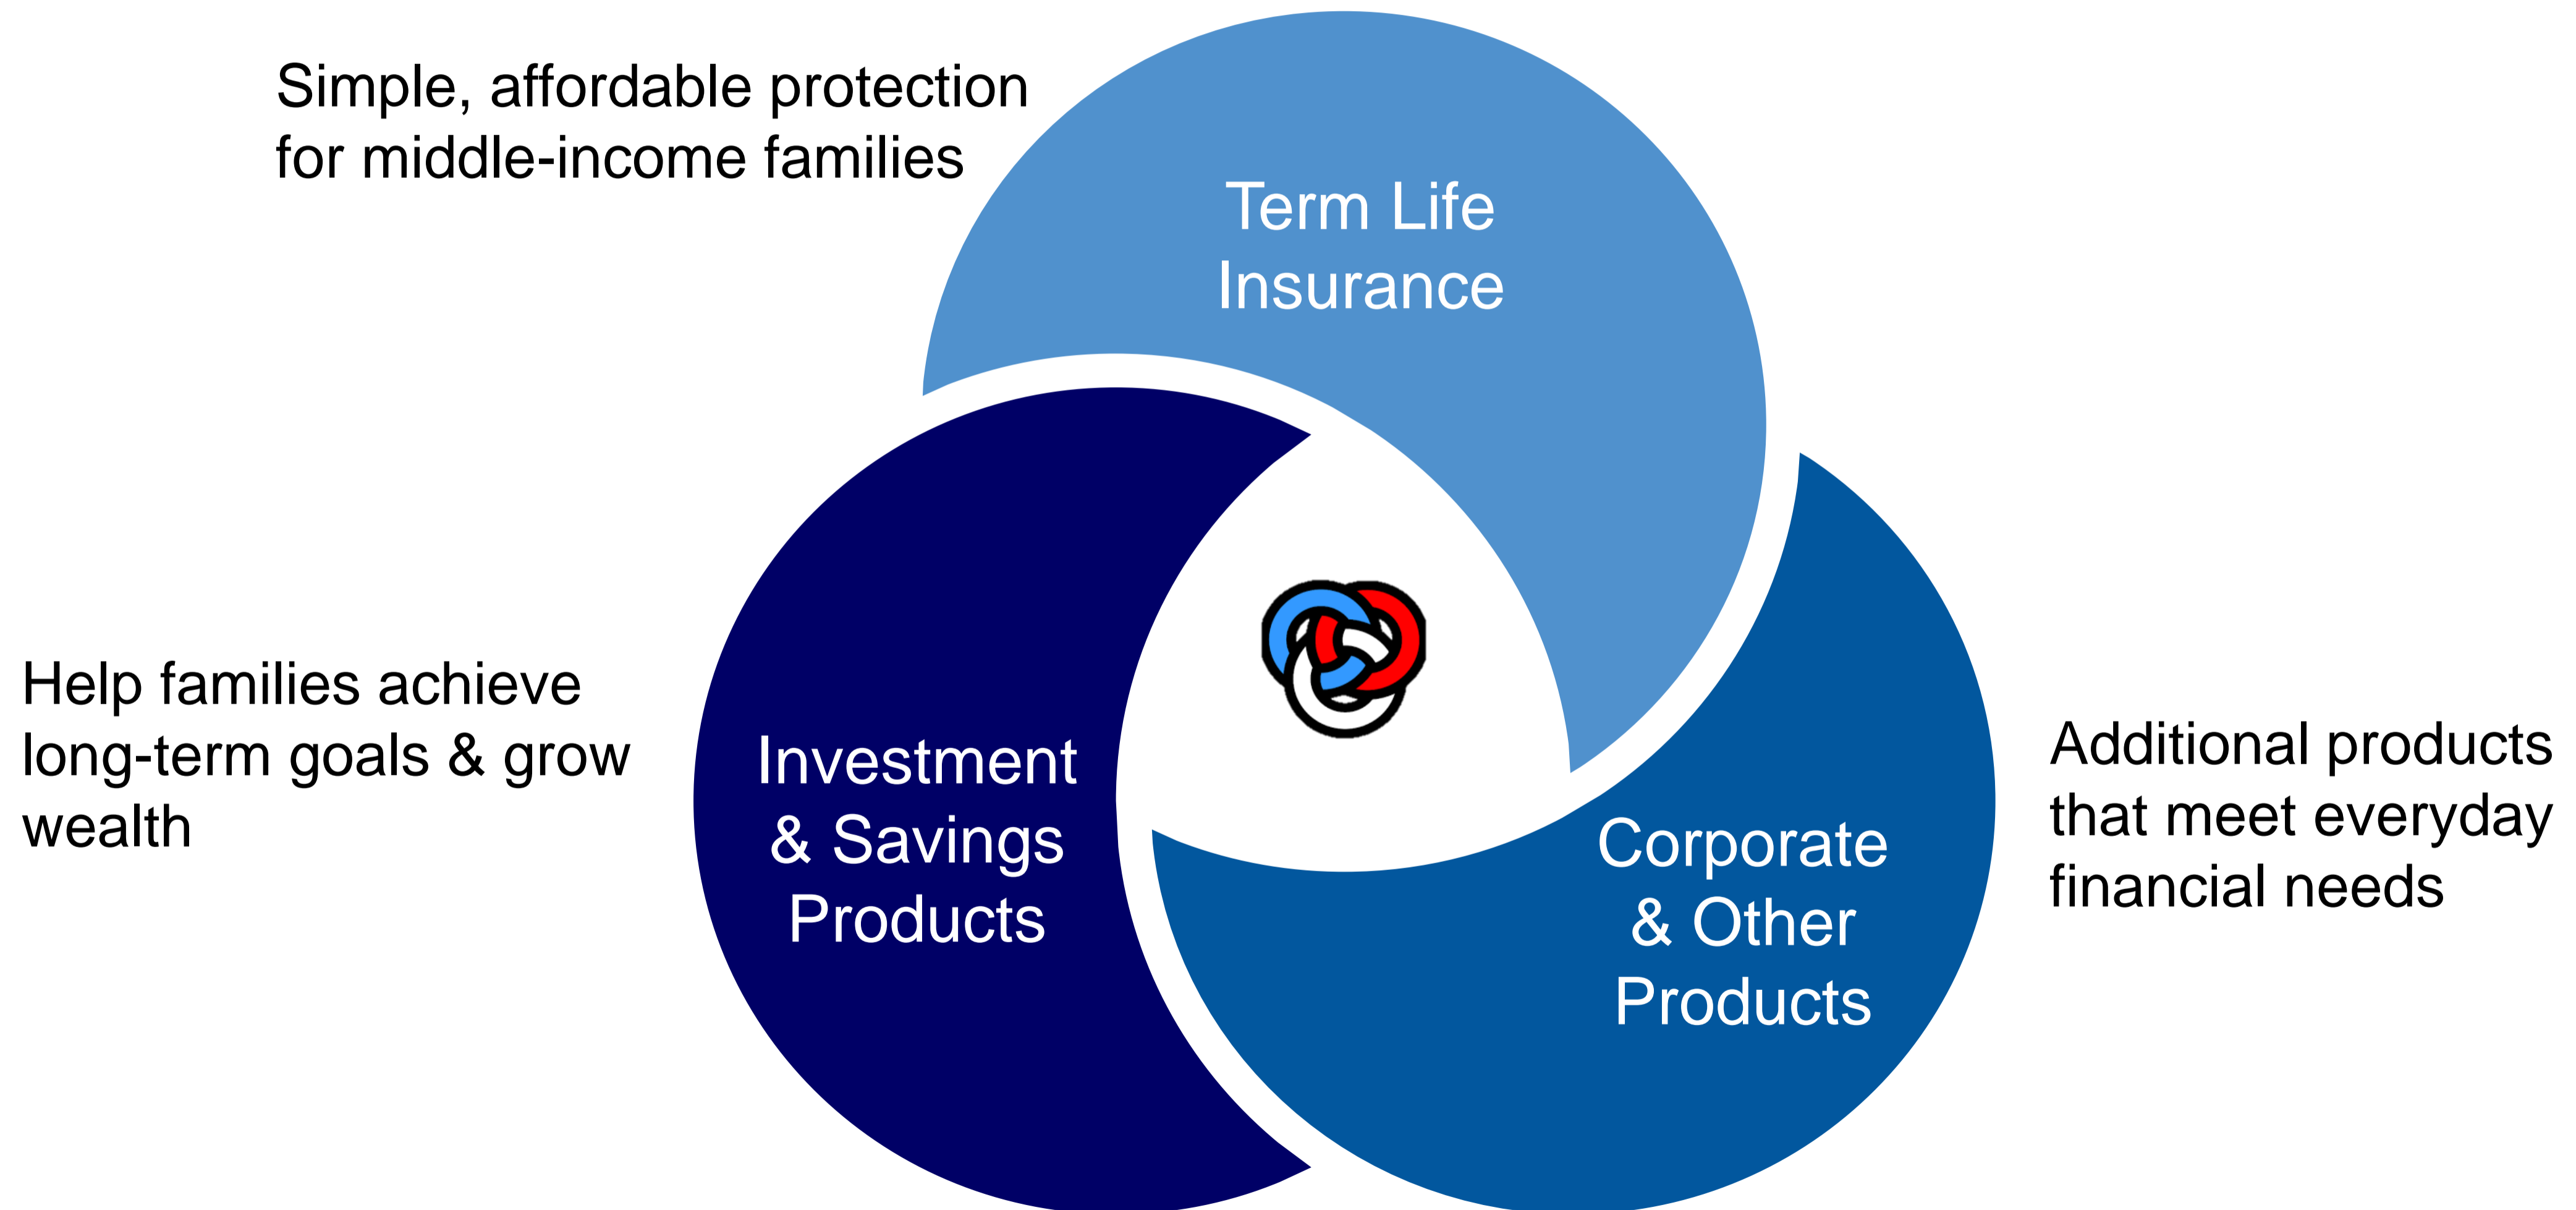 Simple, affordable protection
for middle-income families
Term Life
Insurance
Help families achieve
long-term goals & grow
wealth
Investment
& Savings
Products
Corporate
& Other
Products
Additional products
that meet everyday
financial needs